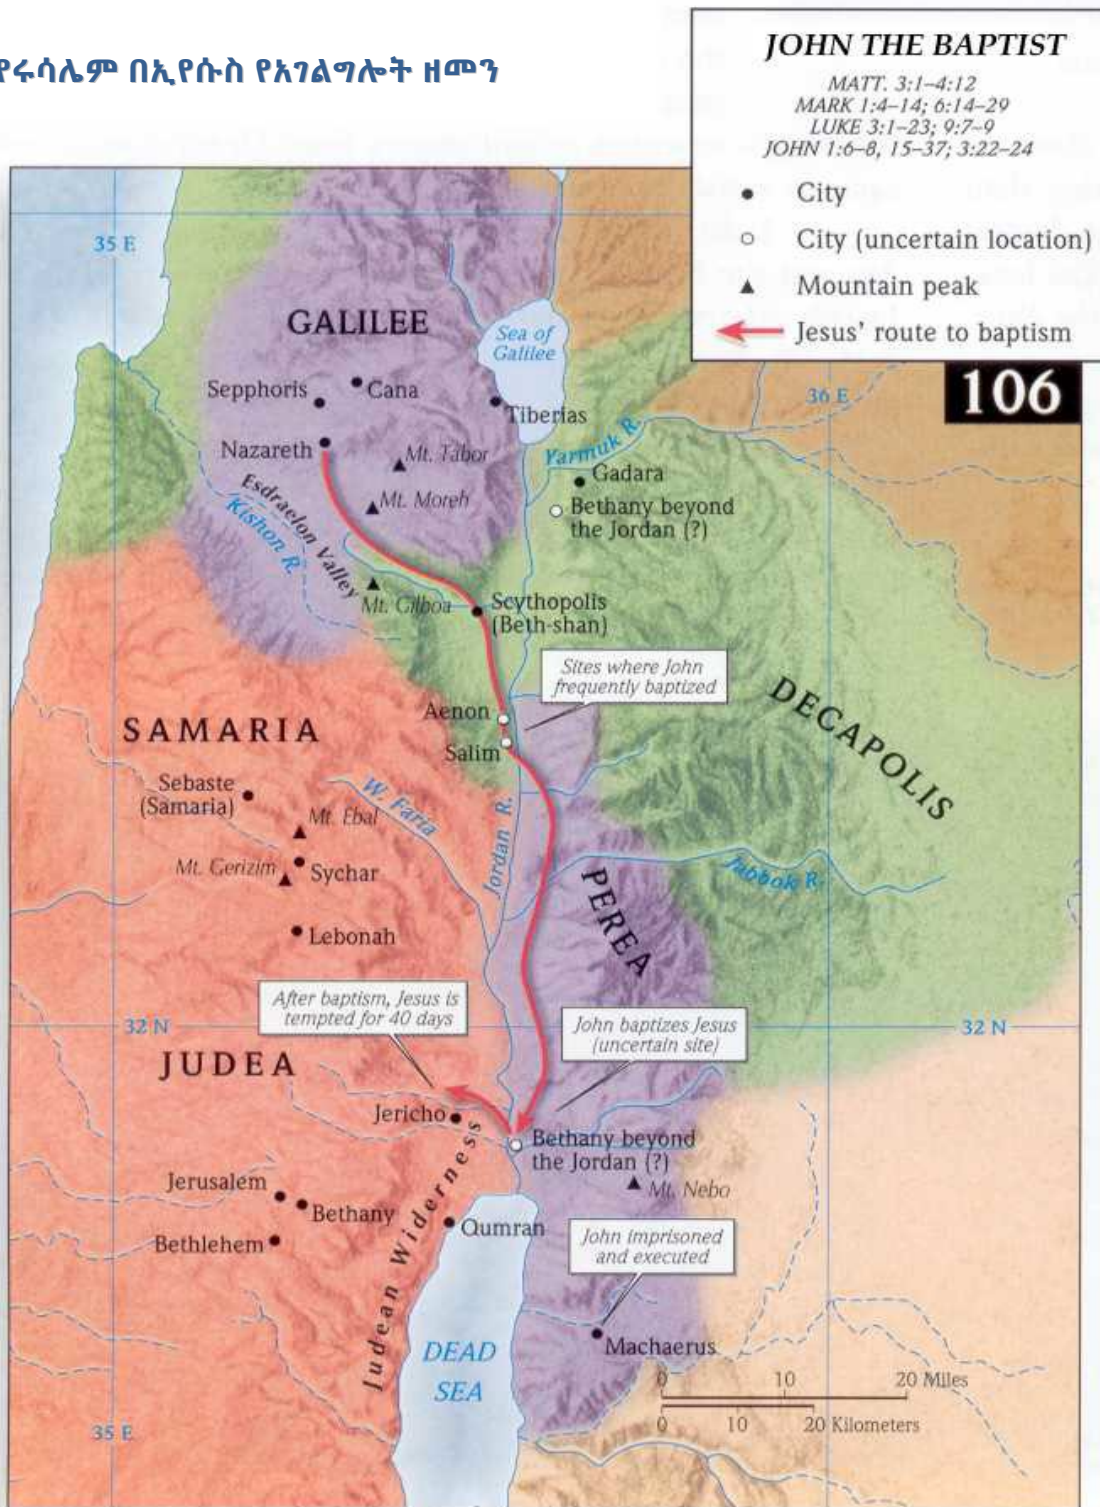 የሩሳሌም በኢየሱስ የአገልግሎት ዘመን
JOHN THE BAPTIST
MATT. 3:1–4:12
MARK 1:4–14; 6:14–29
LUKE 3:1–23; 9:7–9
JOHN 1:6–8, 15–37; 3:22–24
City
City (uncertain location)
Mountain peak
Jesus' route to baptism
106
35 E
36 E
GALILEE
Sea of
Galilee
Sepphoris
Cana
Tiberias
Nazareth
Mt. Tabor
Yarmuk R.
Gadara
Mt. Moreh
Bethany beyond
the Jordan (?)
Esdraelon Valley
Kishon R.
Mt. Gilboa
Scythopolis
(Beth-shan)
Sites where John
frequently baptized
DECAPOLIS
Aenon
Salim
SAMARIA
Sebaste
(Samaria)
W. Faria
Mt. Ebal
Jordan R.
Mt. Gerizim
Sychar
Jabbok R.
PEREA
Lebonah
After baptism, Jesus is
tempted for 40 days
32 N
32 N
John baptizes Jesus
(uncertain site)
JUDEA
Jericho
Bethany beyond
the Jordan (?)
Mt. Nebo
Jerusalem
Bethany
Judean Wilderness
Qumran
Bethlehem
John imprisoned
and executed
DEAD
SEA
Machaerus
0 10 20 Miles
0 10 20 Kilometers
35 E